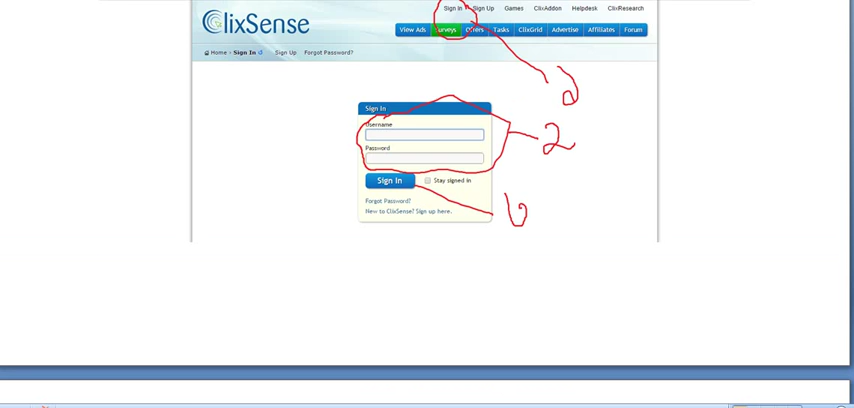 Sign In Sign Up Games ClixAddon Helpdesk ClixResearch
ClixSense
View Ads Surveys Offers Tasks ClixGrid Advertise Affiliates Forum
Home Sign In Sign Up Forgot Password?
Sign In
Username
2
Password
Sign In Stay signed in
Forgot Password?
New to ClixSense? Sign up here.